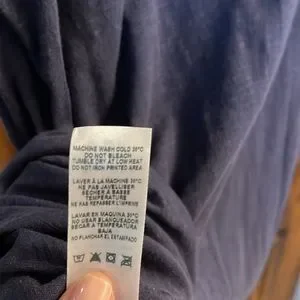 MACHINE WASH COLD 30°C
DO NOT BLEACH
TUMBLE DRY AT LOW HEAT
DO NOT IRON PRINTED AREA
LAVER À LA MACHINE 30°C
NE PAS JAVELLISER
SÉCHER À BASSE
TEMPÉRATURE
NE PAS REPASSER L'IMPRIMÉ
LAVAR EN MAQUINA 30°C
NO USAR BLANQUEADOR
SECAR A TEMPERATURA
BAJA
NO PLANCHAR EL ESTAMPADO